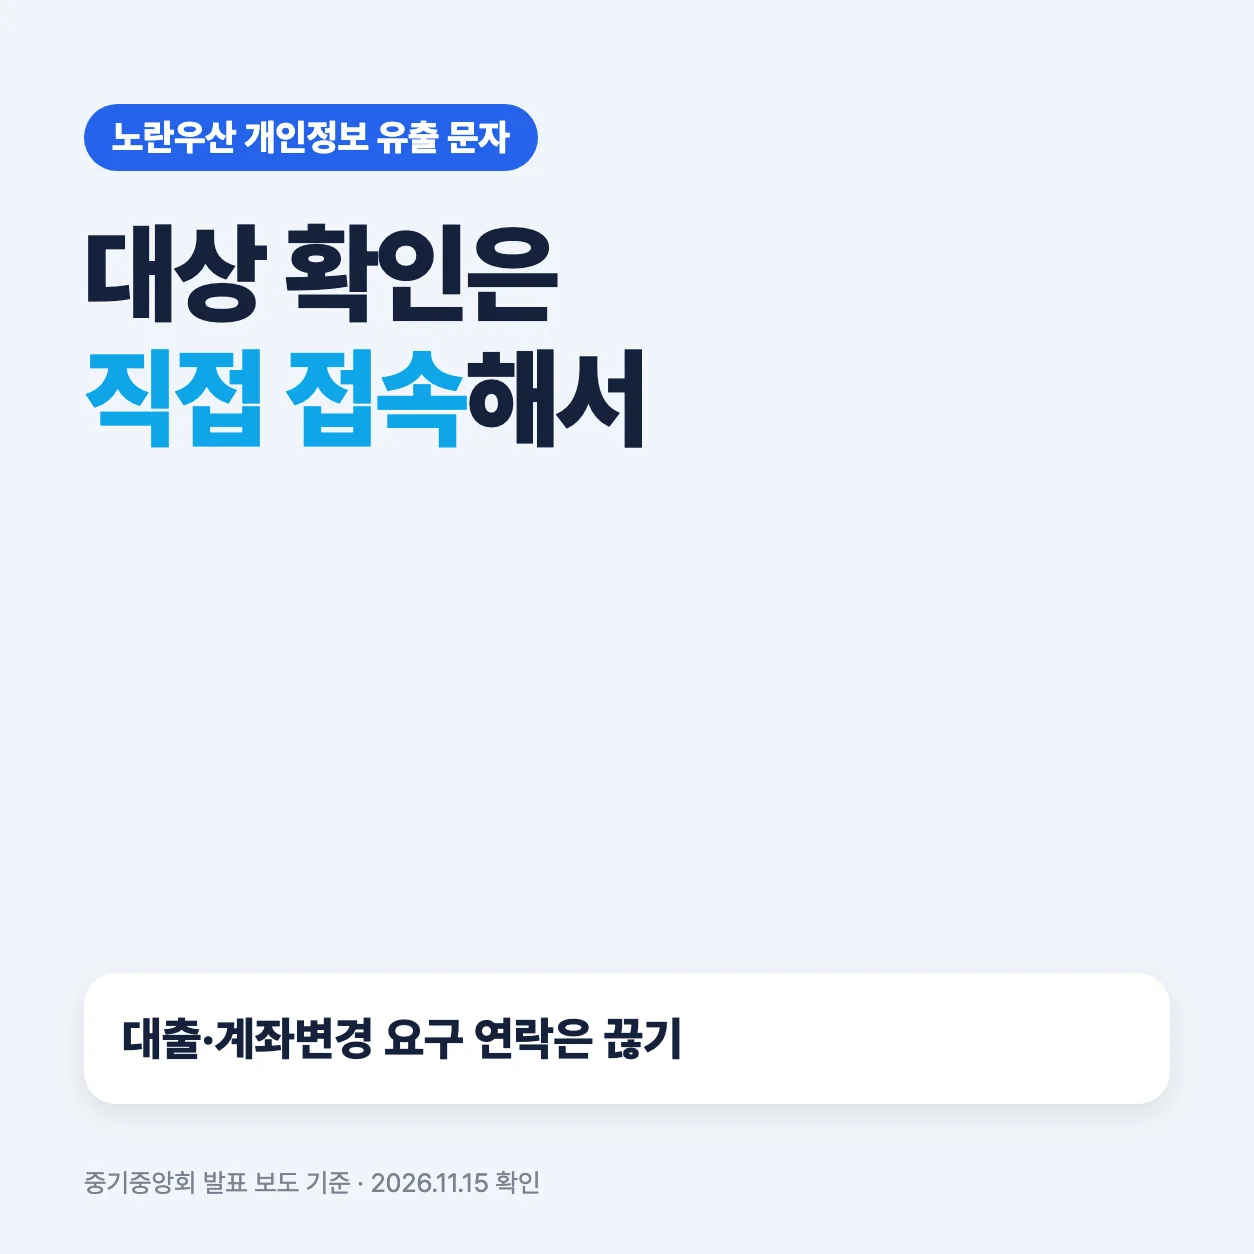 노란우산 개인정보 유출 문자
대상 확인은
직접 접속해서
대출·계좌변경 요구 연락은 끊기
중기중앙회 발표 보도 기준 · 2026.11.15 확인